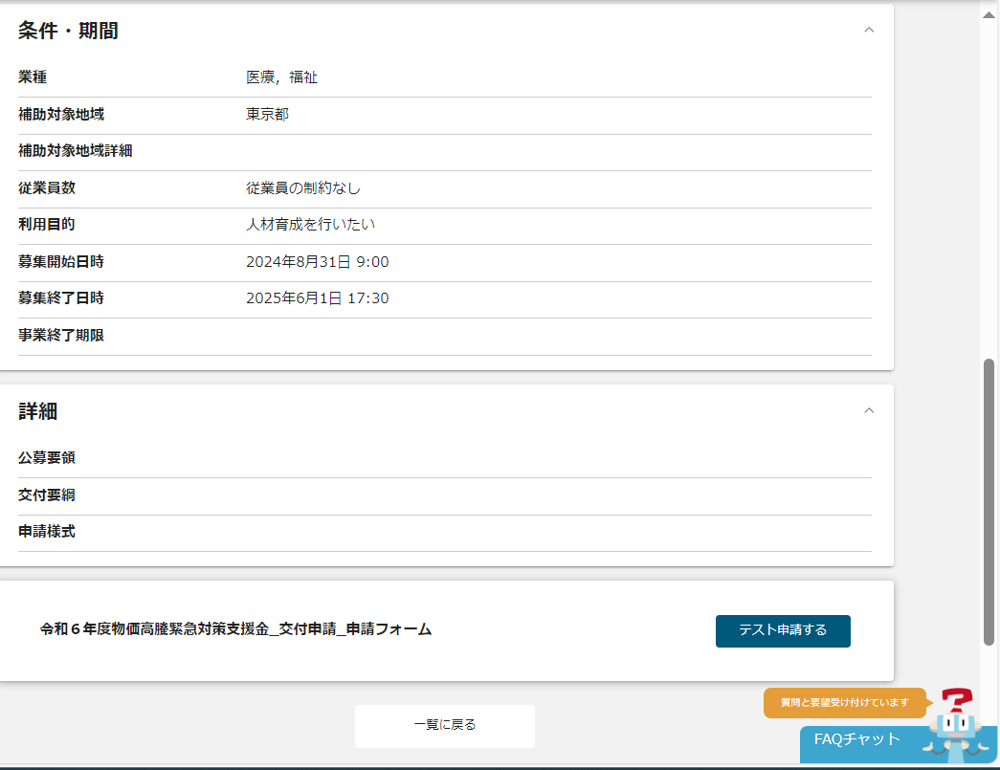 条件・期間
業種 医療，福祉
補助対象地域 東京都
補助対象地域詳細
従業員数 従業員の制約なし
利用目的 人材育成を行いたい
募集開始日時 2024年8月31日 9:00
募集終了日時 2025年6月1日 17:30
事業終了期限
詳細
公募要領
交付要綱
申請様式
令和６年度物価高騰緊急対策支援金_交付申請_申請フォーム テスト申請する
質問と要望受け付けています
一覧に戻る
FAQチャット